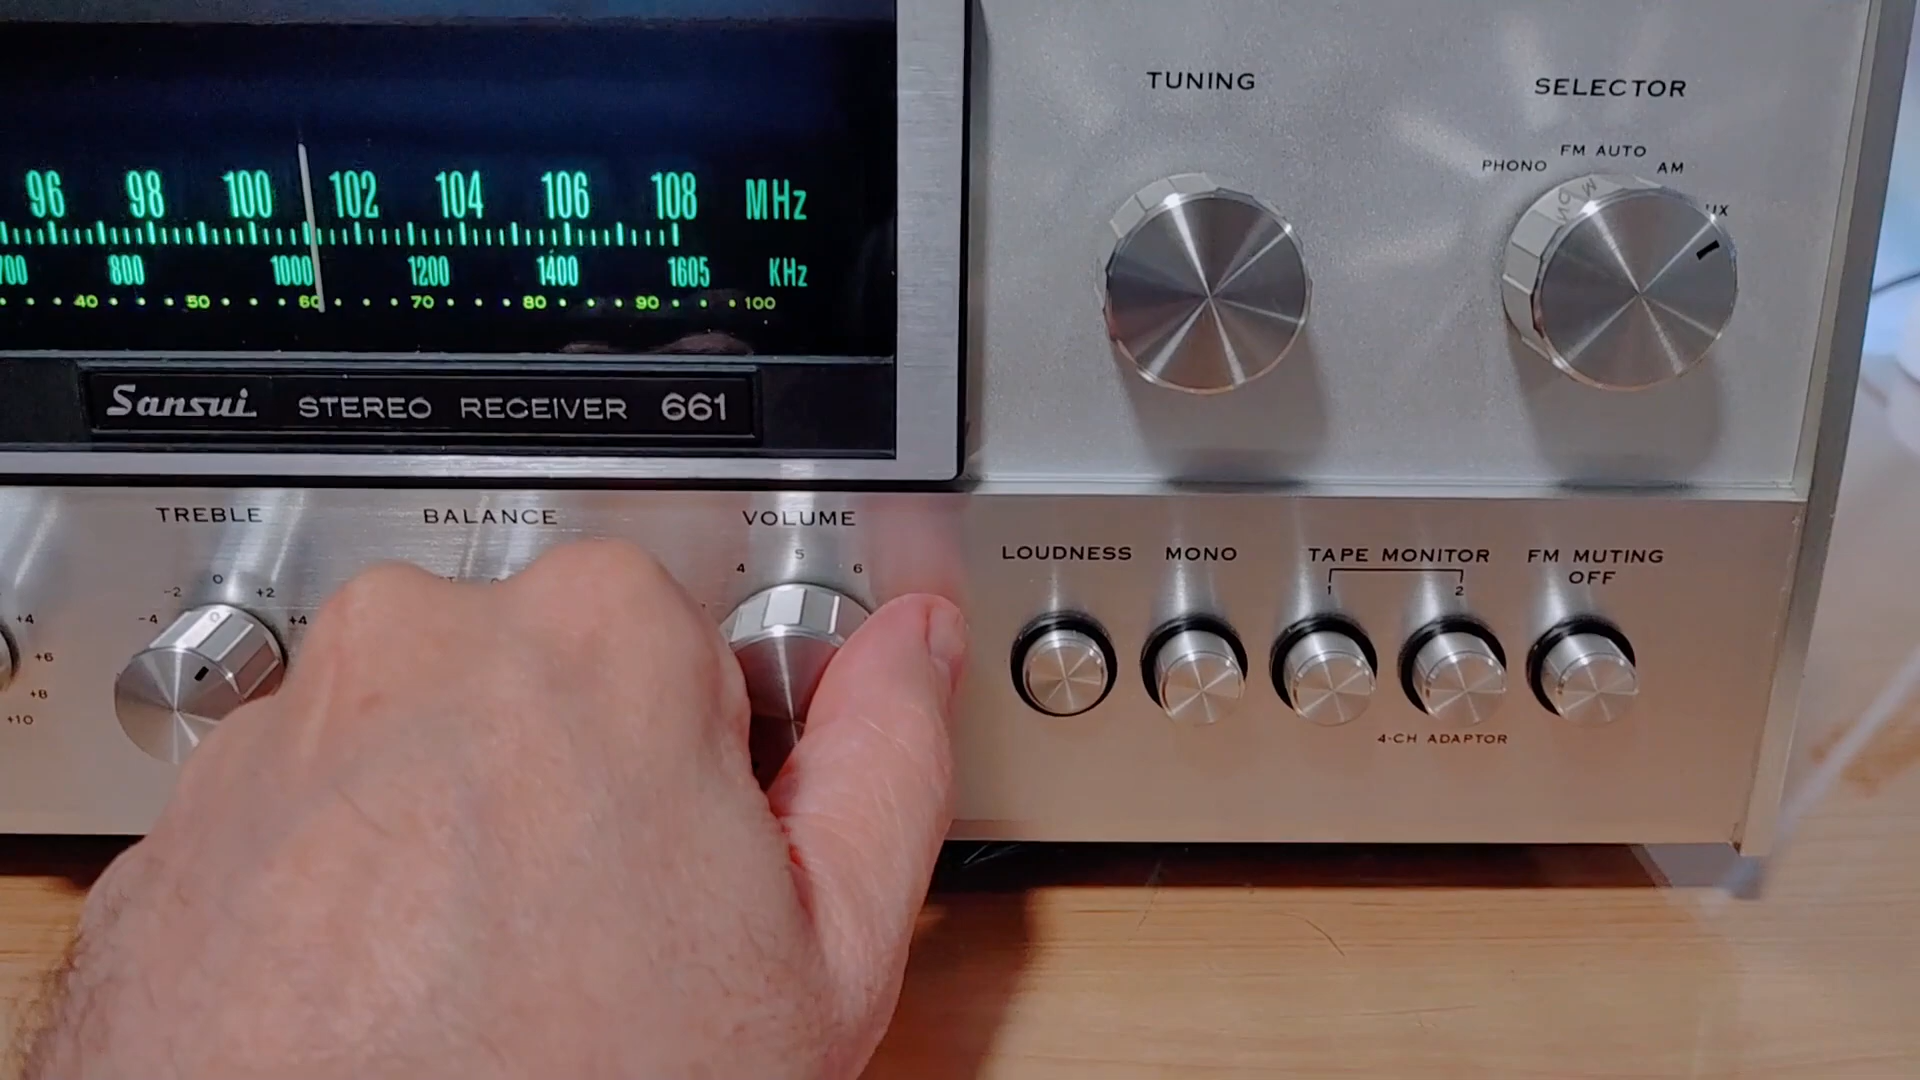 TUNING
SELECTOR
PHONO FM AUTO AM
UX
96 98 100 102 104 106 108 MHz
700 800 1000 1200 1400 1605 KHz
40 50 60 70 80 90 100
Sansui STEREO RECEIVER 661
TREBLE BALANCE VOLUME
-4 -2 0 +2 +4
0
4 5 6
+4
+6
+8
+10
LOUDNESS MONO TAPE MONITOR FM MUTING
OFF
1 2
4-CH ADAPTOR